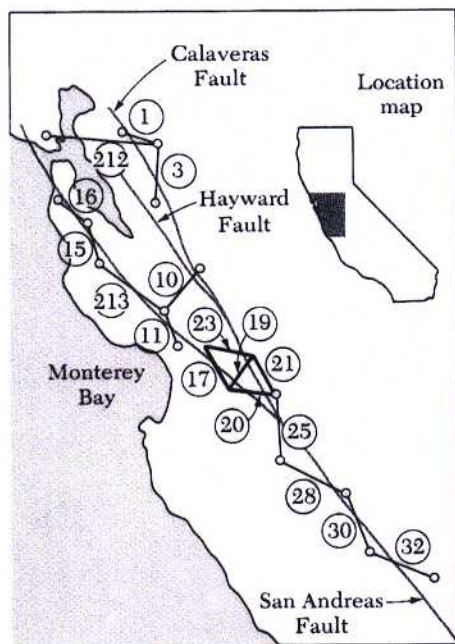 Calaveras
Fault
Location
map
1
212
3
16
Hayward
Fault
15
10
213
19
11
23
21
Monterey
Bay
17
20
25
28
30
32
San Andreas
Fault